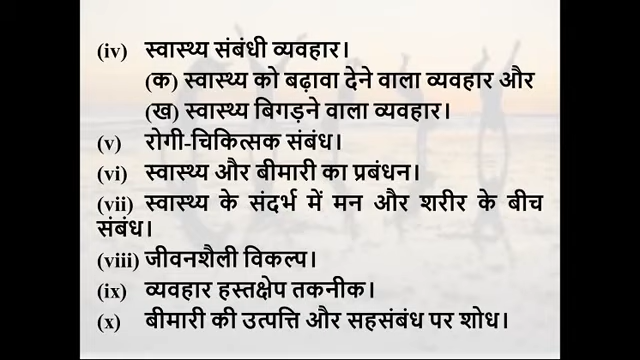 (iv) स्वास्थ्य संबंधी व्यवहार।
(क) स्वास्थ्य को बढ़ावा देने वाला व्यवहार और
(ख) स्वास्थ्य बिगड़ने वाला व्यवहार।
(v) रोगी-चिकित्सक संबंध।
(vi) स्वास्थ्य और बीमारी का प्रबंधन।
(vii) स्वास्थ्य के संदर्भ में मन और शरीर के बीच
संबंध।
(viii) जीवनशैली विकल्प।
(ix) व्यवहार हस्तक्षेप तकनीक।
(x) बीमारी की उत्पत्ति और सहसंबंध पर शोध।